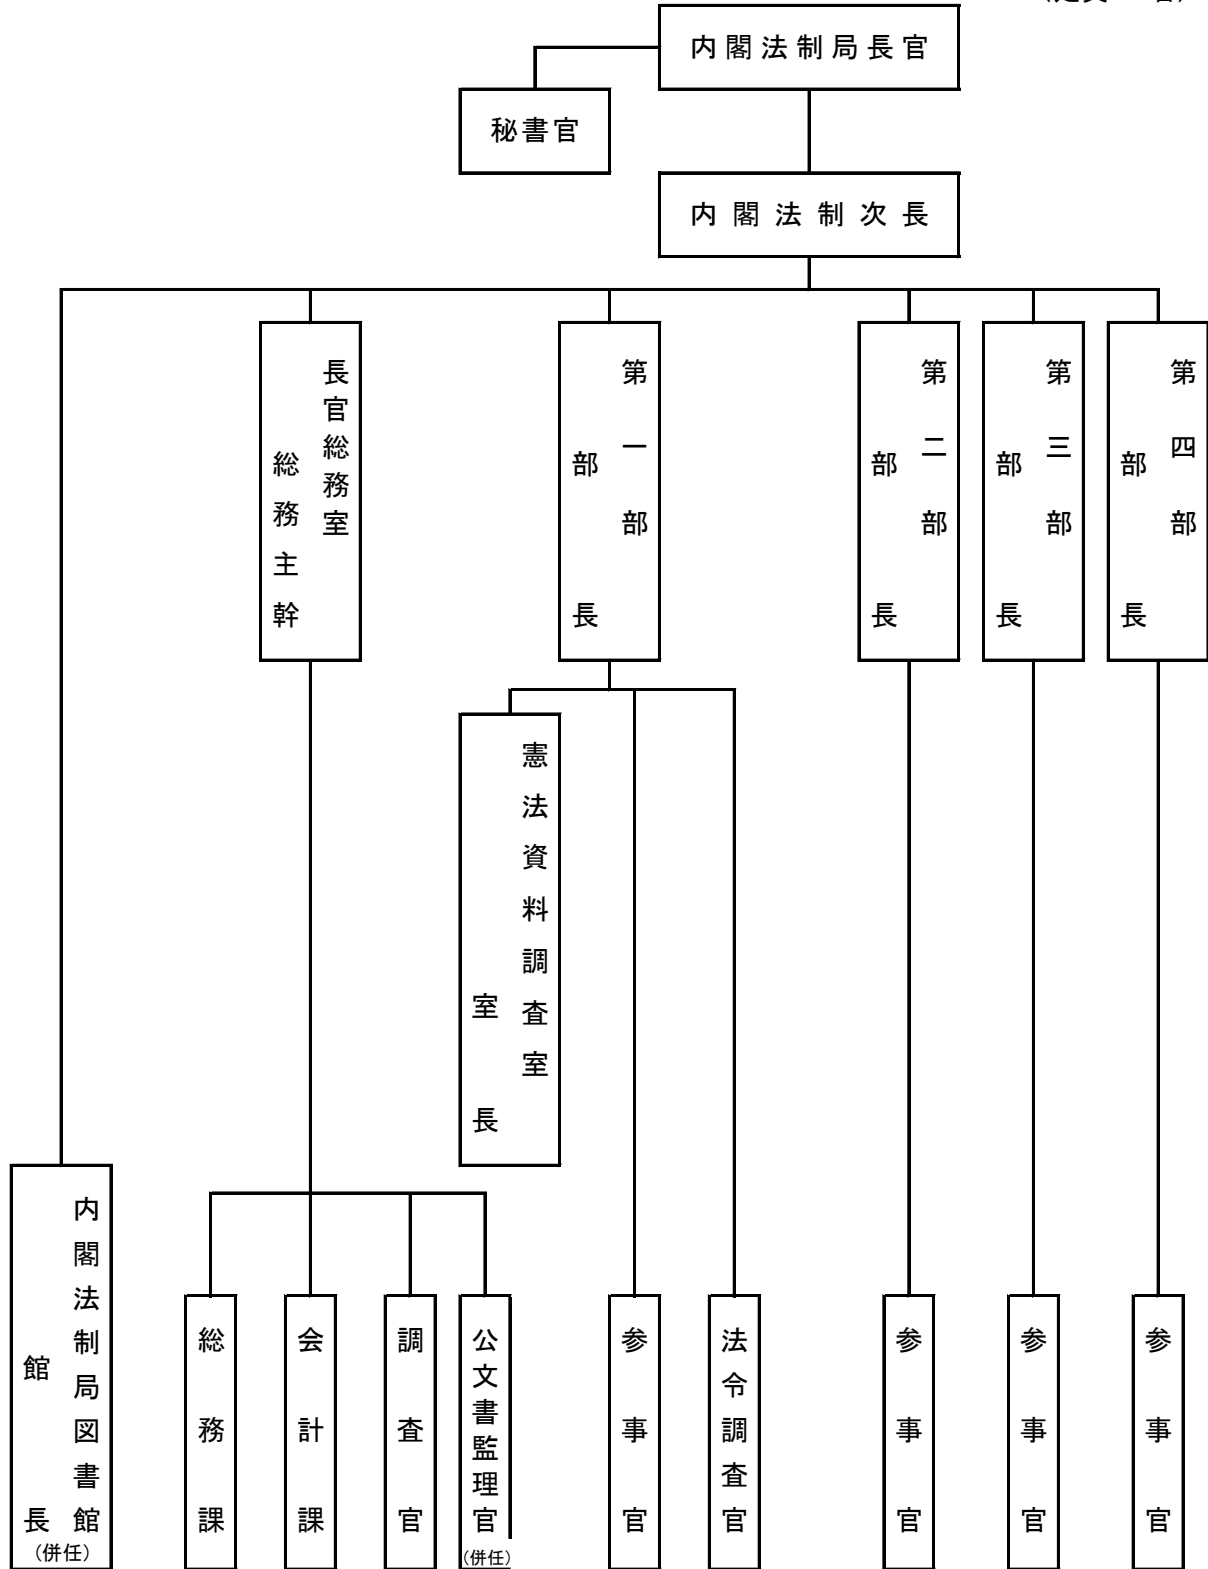 内閣法制局長官
秘書官
内閣法制次長
長官総務室
総務主幹
第一部
部長
第二部
部長
第三部
部長
第四部
部長
憲法資料調査室
室長
内閣法制局図書館
館長
(併任)
総務課
会計課
調査官
公文書監理官
(併任)
参事官
法令調査官
参事官
参事官
参事官